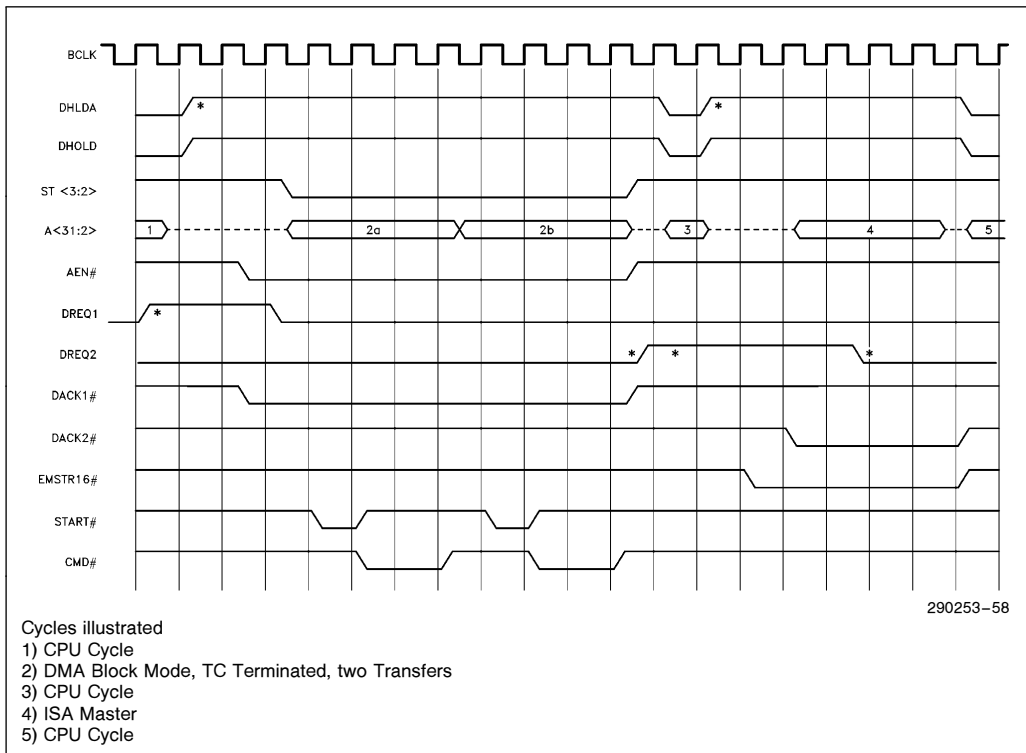 BCLK
DHLDA * *
DHOLD
ST <3:2>
A<31:2> 1 2a 2b 3 4 5
AEN#
DREQ1 *
DREQ2 * * *
DACK1#
DACK2#
EMSTR16#
START#
CMD#
290253–58
Cycles illustrated
1) CPU Cycle
2) DMA Block Mode, TC Terminated, two Transfers
3) CPU Cycle
4) ISA Master
5) CPU Cycle